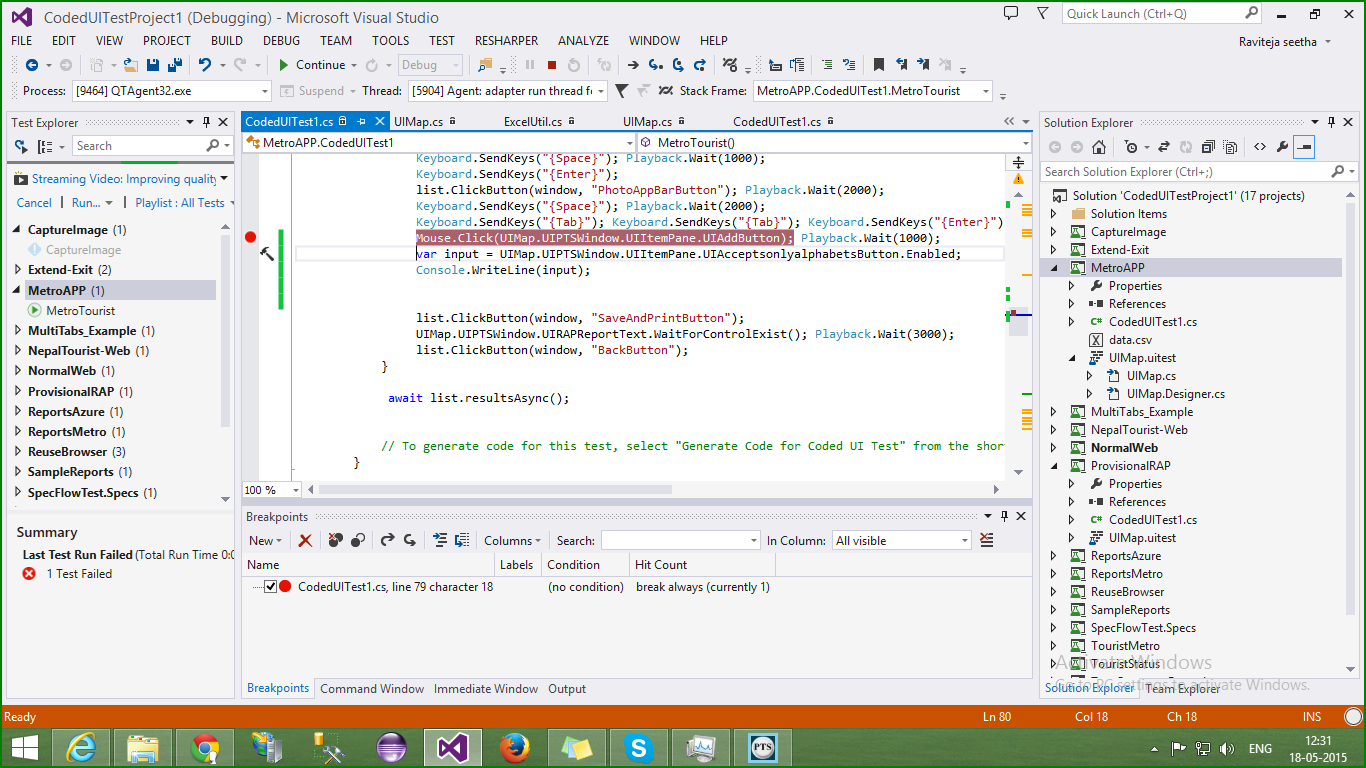 CodedUITestProject1 (Debugging) - Microsoft Visual Studio
Quick Launch (Ctrl+Q)
FILE EDIT VIEW PROJECT BUILD DEBUG TEAM TOOLS TEST RESHARPER ANALYZE WINDOW HELP
Raviteja seetha
Continue Debug
Process: [9464] QTAgent32.exe Suspend Thread: [5904] Agent: adapter run thread fo Stack Frame: MetroAPP.CodedUITest1.MetroTourist
Test Explorer
Search
Streaming Video: Improving quality
Cancel Run... Playlist : All Tests
CaptureImage (1)
CaptureImage
Extend-Exit (2)
MetroAPP (1)
MetroTourist
MultiTabs_Example (1)
NepalTourist-Web (1)
NormalWeb (1)
ProvisionalRAP (1)
ReportsAzure (1)
ReportsMetro (1)
ReuseBrowser (3)
SampleReports (1)
SpecFlowTest.Specs (1)
Summary
Last Test Run Failed (Total Run Time 0:0
1 Test Failed
CodedUITest1.cs UIMap.cs ExcelUtil.cs UIMap.cs CodedUITest1.cs
MetroAPP.CodedUITest1 MetroTourist()
Keyboard.SendKeys("{Space}"); Playback.Wait(1000);
Keyboard.SendKeys("{Enter}");
list.ClickButton(window, "PhotoAppBarButton"); Playback.Wait(2000);
Keyboard.SendKeys("{Space}"); Playback.Wait(2000);
Keyboard.SendKeys("{Tab}"); Keyboard.SendKeys("{Tab}"); Keyboard.SendKeys("{Enter}")
Mouse.Click(UIMap.UIPTSWindow.UIItemPane.UIAddButton); Playback.Wait(1000);
var input = UIMap.UIPTSWindow.UIItemPane.UIAcceptsonlyalphabetsButton.Enabled;
Console.WriteLine(input);
list.ClickButton(window, "SaveAndPrintButton");
UIMap.UIPTSWindow.UIRAPReportText.WaitForControlExist(); Playback.Wait(3000);
list.ClickButton(window, "BackButton");
}
await list.resultsAsync();
// To generate code for this test, select "Generate Code for Coded UI Test" from the shor
}
100 %
Breakpoints
New Columns Search: In Column: All visible
Name Labels Condition Hit Count
CodedUITest1.cs, line 79 character 18 (no condition) break always (currently 1)
Breakpoints Command Window Immediate Window Output
Solution Explorer
Search Solution Explorer (Ctrl+;)
Solution 'CodedUITestProject1' (17 projects)
Solution Items
CaptureImage
Extend-Exit
MetroAPP
Properties
References
CodedUITest1.cs
data.csv
UIMap.uitest
UIMap.cs
UIMap.Designer.cs
MultiTabs_Example
NepalTourist-Web
NormalWeb
ProvisionalRAP
Properties
References
CodedUITest1.cs
UIMap.uitest
ReportsAzure
ReportsMetro
ReuseBrowser
SampleReports
SpecFlowTest.Specs
TouristMetro
TouristStatus
Activate Windows
Go to PC settings to activate Windows.
Solution Explorer Team Explorer
Ready Ln 80 Col 18 Ch 18 INS
PTS
ENG
12:31
18-05-2015